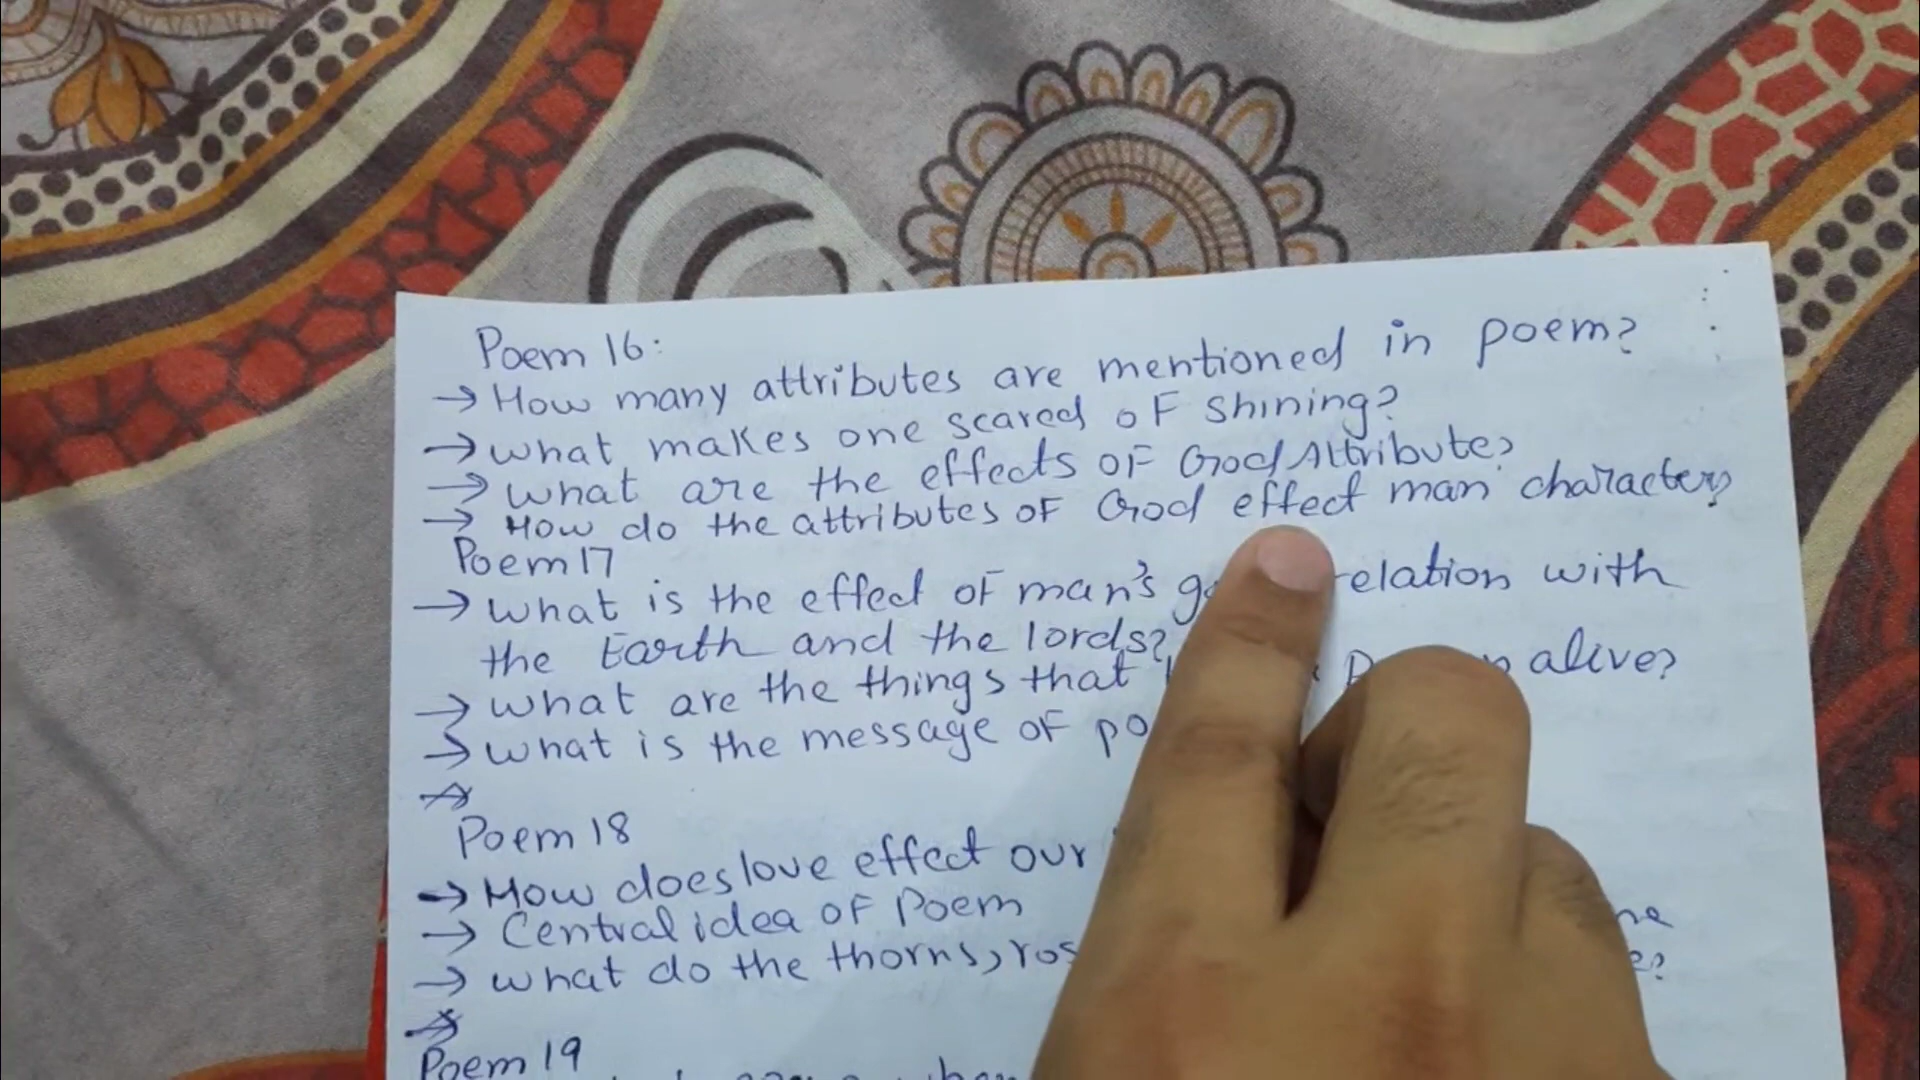 Poem 16:
→ How many attributes are mentioned in poem?
→ what makes one scared of shining?
→ what are the effects of God Attribute?
→ How do the attributes of God effect man character?
Poem 17
→ what is the effect of man's relation with
the Earth and the lords?
→ what are the things that alive?
→ what is the message of
Poem 18
→ How does love effect our
→ Central idea of Poem
→ what do the thorns,
Poem 19